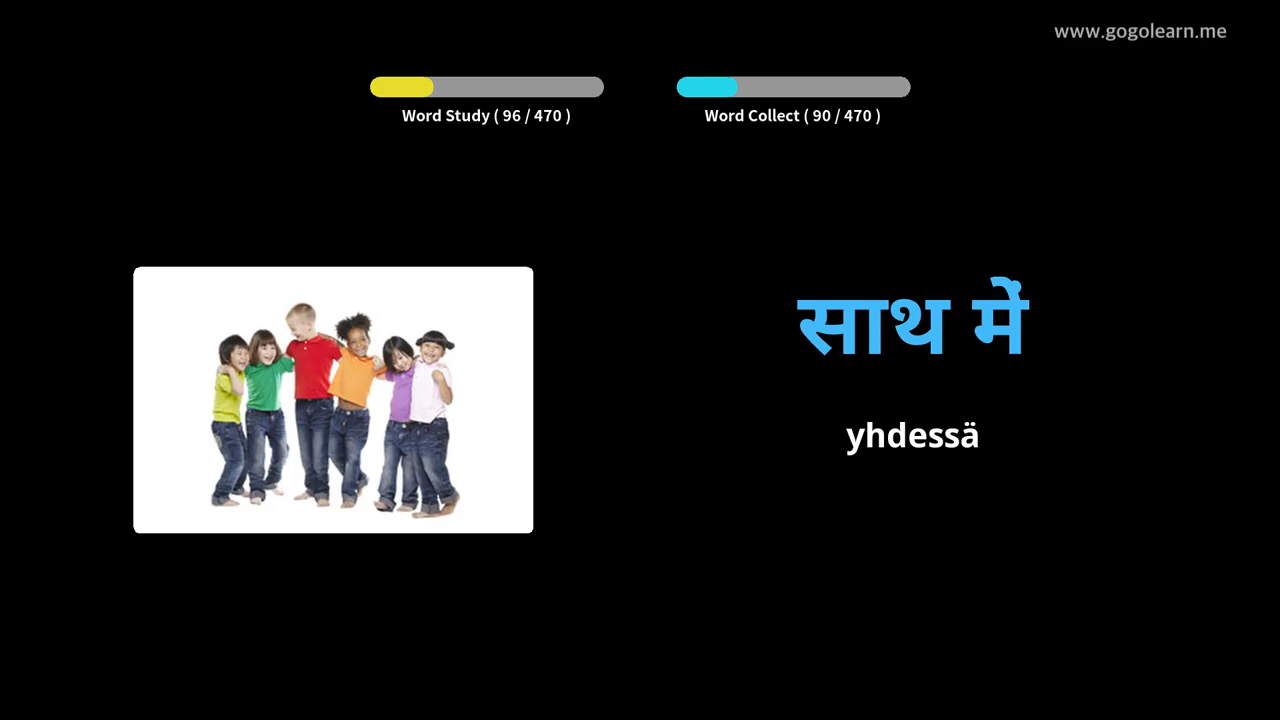 www.gogolearn.me
Word Study ( 96 / 470 )
Word Collect ( 90 / 470 )
साथ में
yhdessä